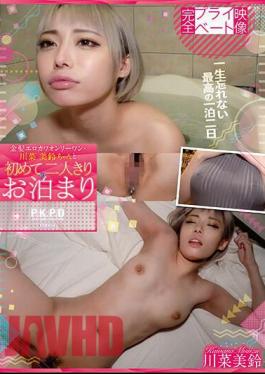 完全プライベート映像
一生忘れない
最高の一泊二日
金髪エロカワオンリーワン・
川菜美鈴ちゃんと
初めて二人きり
お泊まり
P.K.P.D
JAVHD
Kawana Misuzu
川菜美鈴